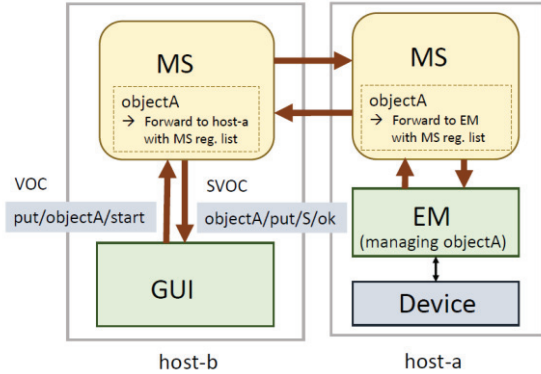 MS
objectA
→ Forward to host-a
with MS reg. list
VOC
put/objectA/start
SVOC
objectA/put/S/ok
GUI
host-b
MS
objectA
→ Forward to EM
with MS reg. list
EM
(managing objectA)
Device
host-a